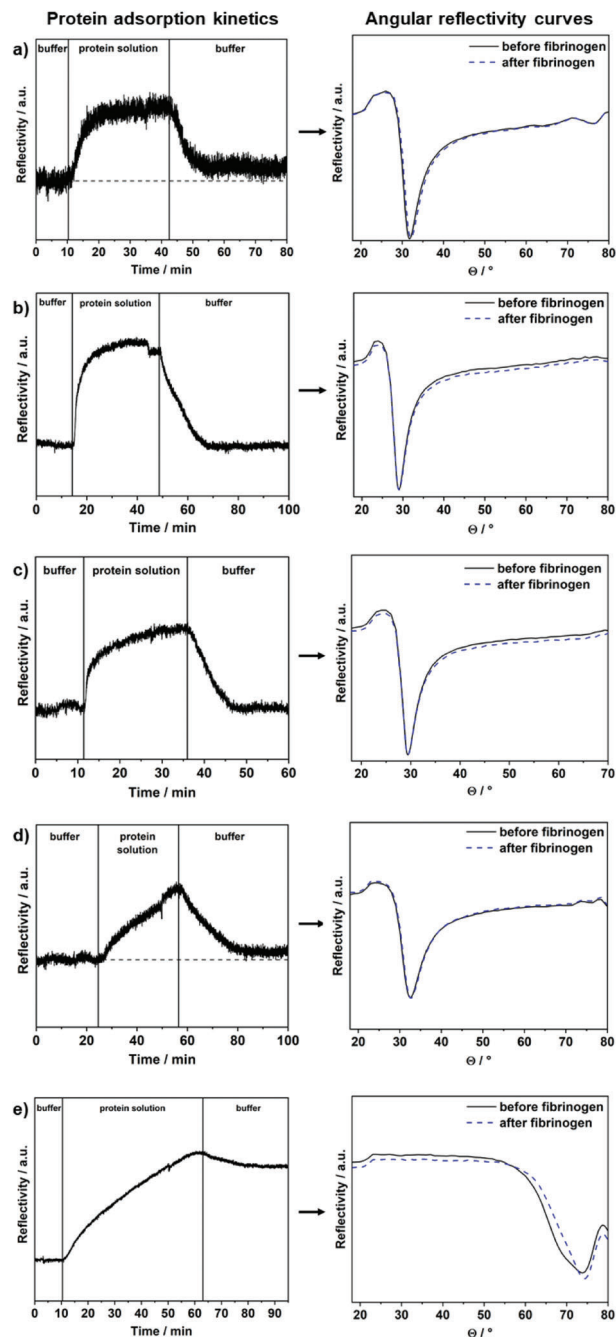 Protein adsorption kinetics
Angular reflectivity curves
a)
buffer
protein solution
buffer
Reflectivity / a.u.
0 10 20 30 40 50 60 70 80
Time / min
before fibrinogen
after fibrinogen
Reflectivity / a.u.
20 30 40 50 60 70 80
Θ / °
b)
buffer
protein solution
buffer
Reflectivity / a.u.
0 20 40 60 80 100
Time / min
before fibrinogen
after fibrinogen
Reflectivity / a.u.
20 30 40 50 60 70 80
Θ / °
c)
buffer
protein solution
buffer
Reflectivity / a.u.
0 20 40 60
Time / min
before fibrinogen
after fibrinogen
Reflectivity / a.u.
20 30 40 50 60 70
Θ / °
d)
buffer
protein
solution
buffer
Reflectivity / a.u.
0 20 40 60 80 100
Time / min
before fibrinogen
after fibrinogen
Reflectivity / a.u.
20 30 40 50 60 70 80
Θ / °
e)
buffer
protein solution
buffer
Reflectivity / a.u.
0 10 20 30 40 50 60 70 80 90
Time / min
before fibrinogen
after fibrinogen
Reflectivity / a.u.
20 30 40 50 60 70 80
Θ / °